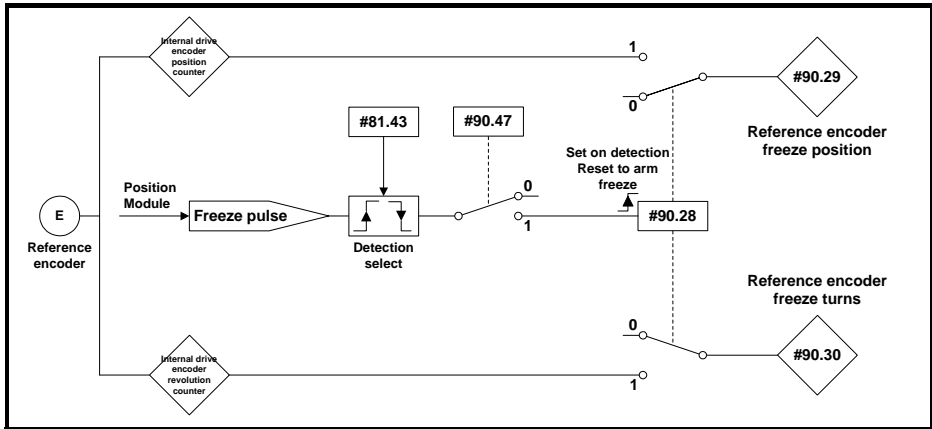 Internal drive
encoder
position
counter
1
0
#90.29
Reference encoder
freeze position
#81.43
#90.47
Set on detection
Reset to arm
freeze
Position
Module
E
Freeze pulse
0
1
#90.28
Reference
encoder
Detection
select
Reference encoder
freeze turns
Internal drive
encoder
revolution
counter
0
1
#90.30